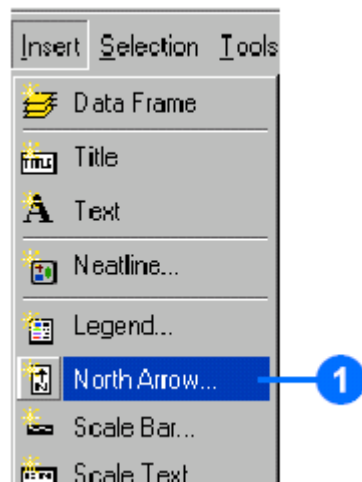 Insert Selection Tools
Data Frame
Title
Text
Neatline...
Legend...
North Arrow... 1
Scale Bar...
Scale Text